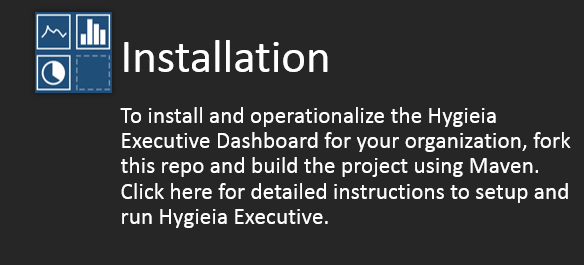 Installation
To install and operationalize the Hygieia
Executive Dashboard for your organization, fork
this repo and build the project using Maven.
Click here for detailed instructions to setup and
run Hygieia Executive.